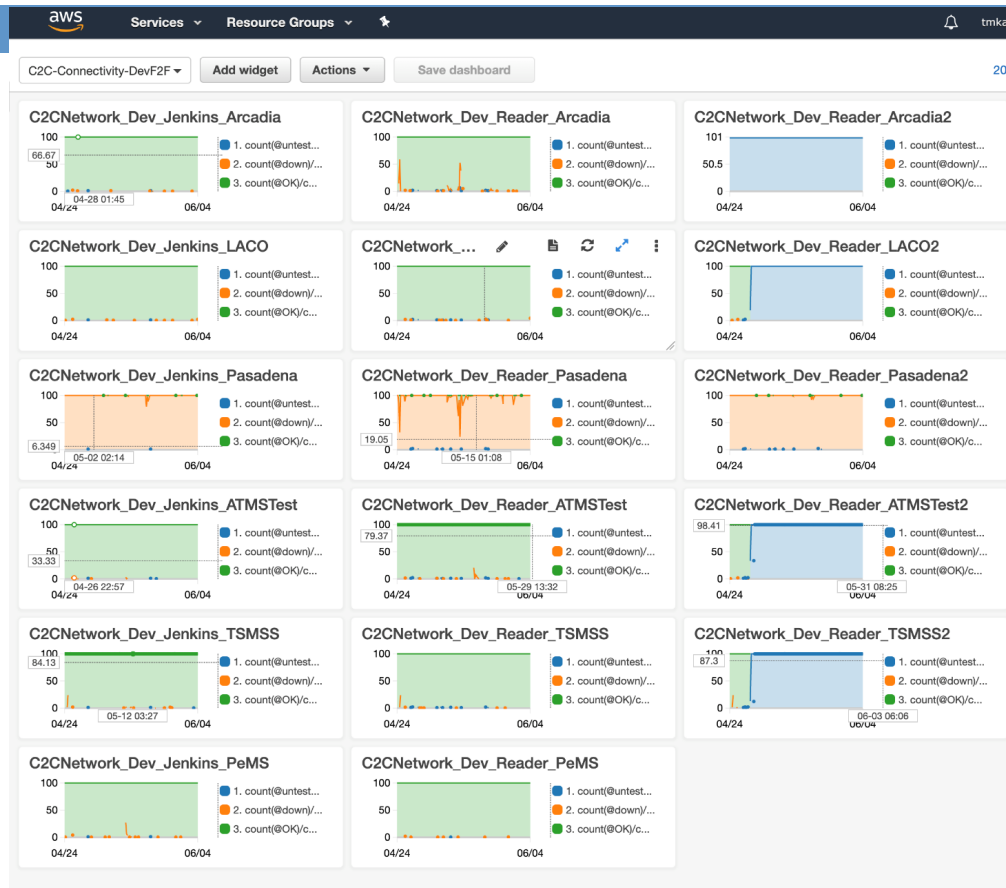 aws Services Resource Groups tmka
C2C-Connectivity-DevF2F Add widget Actions Save dashboard 20
C2CNetwork_Dev_Jenkins_Arcadia
100
66.67
50
0
04/24
04-28 01:45
06/04
1. count(@untest...
2. count(@down)/...
3. count(@OK)/c...
C2CNetwork_Dev_Reader_Arcadia
100
50
0
04/24
06/04
1. count(@untest...
2. count(@down)/...
3. count(@OK)/c...
C2CNetwork_Dev_Reader_Arcadia2
101
50.5
0
04/24
06/04
1. count(@untest...
2. count(@down)/...
3. count(@OK)/c...
C2CNetwork_Dev_Jenkins_LACO
100
50
0
04/24
06/04
1. count(@untest...
2. count(@down)/...
3. count(@OK)/c...
C2CNetwork_...
100
50
0
04/24
06/04
1. count(@untest...
2. count(@down)/...
3. count(@OK)/c...
C2CNetwork_Dev_Reader_LACO2
100
50
0
04/24
06/04
1. count(@untest...
2. count(@down)/...
3. count(@OK)/c...
C2CNetwork_Dev_Jenkins_Pasadena
100
50
6.349
04/24
05-02 02:14
06/04
1. count(@untest...
2. count(@down)/...
3. count(@OK)/c...
C2CNetwork_Dev_Reader_Pasadena
100
50
19.05
0
05-15 01:08
04/24
06/04
1. count(@untest...
2. count(@down)/...
3. count(@OK)/c...
C2CNetwork_Dev_Reader_Pasadena2
100
50
0
04/24
06/04
1. count(@untest...
2. count(@down)/...
3. count(@OK)/c...
C2CNetwork_Dev_Jenkins_ATMSTest
100
50
33.33
0
04-26 22:57
04/24
06/04
1. count(@untest...
2. count(@down)/...
3. count(@OK)/c...
C2CNetwork_Dev_Reader_ATMSTest
100
79.37
50
0
05-29 13:32
04/24
06/04
1. count(@untest...
2. count(@down)/...
3. count(@OK)/c...
C2CNetwork_Dev_Reader_ATMSTest2
98.41
50
0
05-31 08:25
04/24
06/04
1. count(@untest...
2. count(@down)/...
3. count(@OK)/c...
C2CNetwork_Dev_Jenkins_TSMSS
100
84.13
50
0
05-12 03:27
04/24
06/04
1. count(@untest...
2. count(@down)/...
3. count(@OK)/c...
C2CNetwork_Dev_Reader_TSMSS
100
50
0
04/24
06/04
1. count(@untest...
2. count(@down)/...
3. count(@OK)/c...
C2CNetwork_Dev_Reader_TSMSS2
100
87.3
50
0
06-03 06:06
04/24
06/04
1. count(@untest...
2. count(@down)/...
3. count(@OK)/c...
C2CNetwork_Dev_Jenkins_PeMS
100
50
0
04/24
06/04
1. count(@untest...
2. count(@down)/...
3. count(@OK)/c...
C2CNetwork_Dev_Reader_PeMS
100
50
0
04/24
06/04
1. count(@untest...
2. count(@down)/...
3. count(@OK)/c...